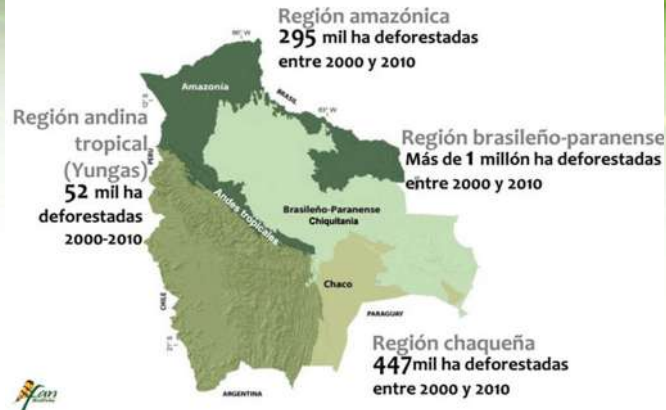 Región amazónica
295 mil ha deforestadas
entre 2000 y 2010
Región andina
tropical
(Yungas)
52 mil ha
deforestadas
2000-2010
Región brasileño-paranense
Más de 1 millón ha deforestadas
entre 2000 y 2010
Región chaqueña
447mil ha deforestadas
entre 2000 y 2010
Amazonía
BRASIL
PERU
Andes tropicales
Brasileño-Paranense
Chiquitania
Chaco
PARAGUAY
CHILE
ARGENTINA
fan